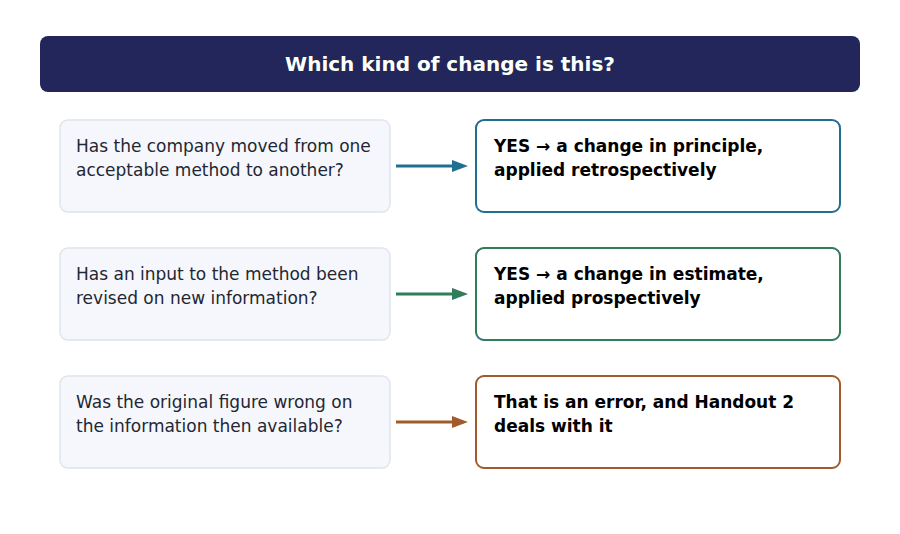 Which kind of change is this?
Has the company moved from one
acceptable method to another?
YES → a change in principle,
applied retrospectively
Has an input to the method been
revised on new information?
YES → a change in estimate,
applied prospectively
Was the original figure wrong on
the information then available?
That is an error, and Handout 2
deals with it